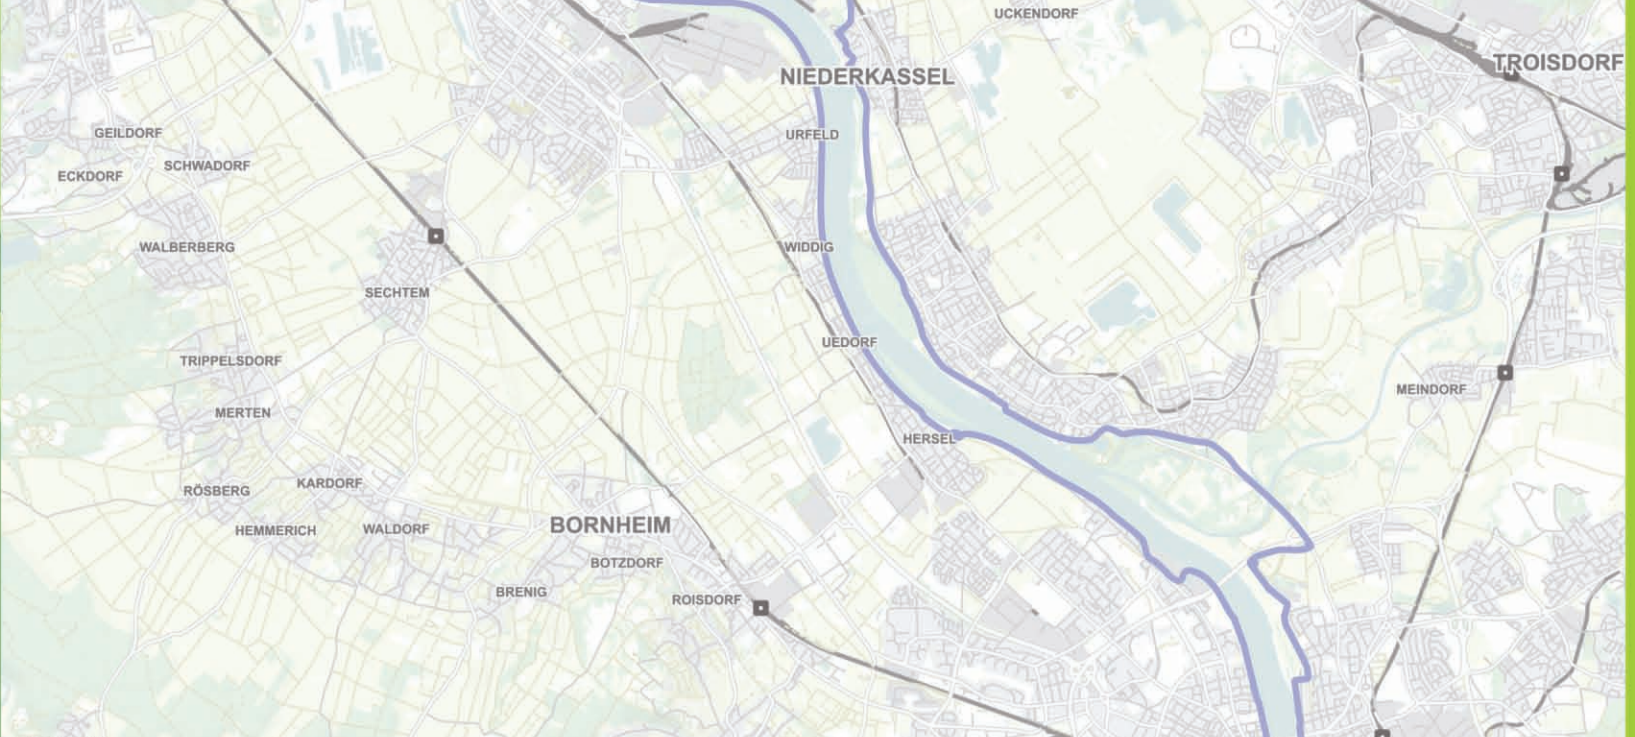 UCKENDORF
TROISDORF
NIEDERKASSEL
GEILDORF
URFELD
SCHWADORF
ECKDORF
WALBERBERG
WIDDIG
SECHTEM
UEDORF
TRIPPELSDORF
MEINDORF
MERTEN
HERSEL
KARDORF
RÖSBERG
BORNHEIM
HEMMERICH
WALDORF
BOTZDORF
BRENIG
ROISDORF